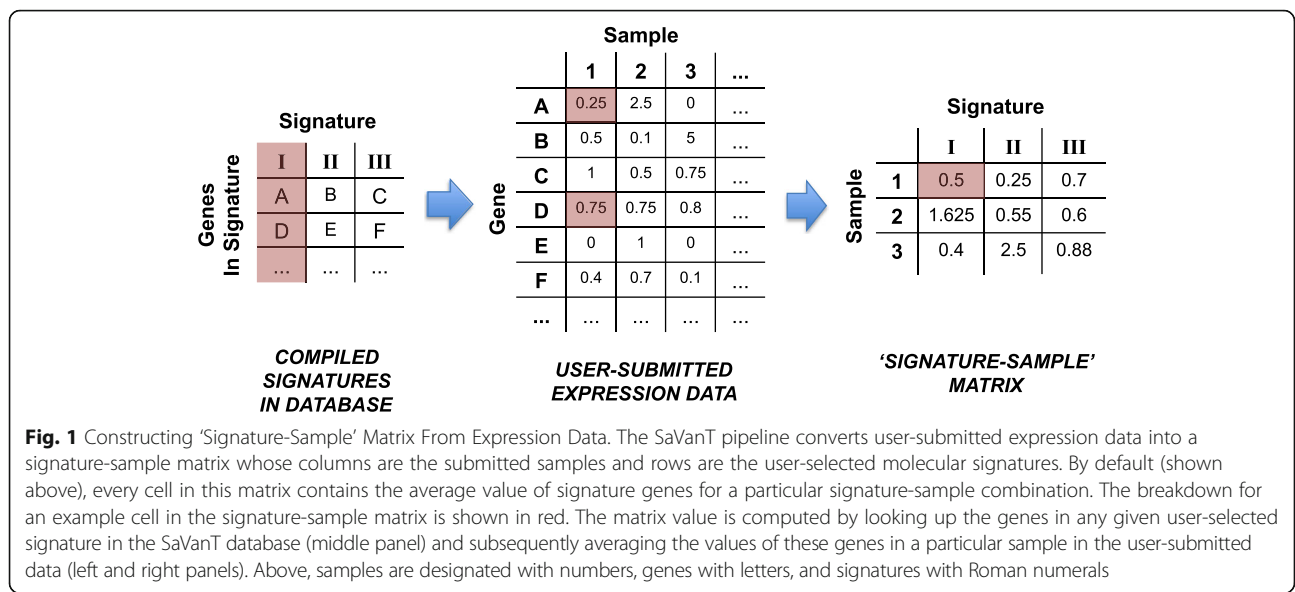 Signature
Genes
In Signature
I II III
A B C
D E F
... ... ...
COMPILED
SIGNATURES
IN DATABASE
Sample
Gene
1 2 3 ...
A 0.25 2.5 0 ...
B 0.5 0.1 5 ...
C 1 0.5 0.75 ...
D 0.75 0.75 0.8 ...
E 0 1 0 ...
F 0.4 0.7 0.1 ...
... ... ... ... ...
USER-SUBMITTED
EXPRESSION DATA
Signature
Sample
I II III
1 0.5 0.25 0.7
2 1.625 0.55 0.6
3 0.4 2.5 0.88
‘SIGNATURE-SAMPLE’
MATRIX
Fig. 1 Constructing ‘Signature-Sample’ Matrix From Expression Data. The SaVanT pipeline converts user-submitted expression data into a
signature-sample matrix whose columns are the submitted samples and rows are the user-selected molecular signatures. By default (shown
above), every cell in this matrix contains the average value of signature genes for a particular signature-sample combination. The breakdown for
an example cell in the signature-sample matrix is shown in red. The matrix value is computed by looking up the genes in any given user-selected
signature in the SaVanT database (middle panel) and subsequently averaging the values of these genes in a particular sample in the user-submitted
data (left and right panels). Above, samples are designated with numbers, genes with letters, and signatures with Roman numerals